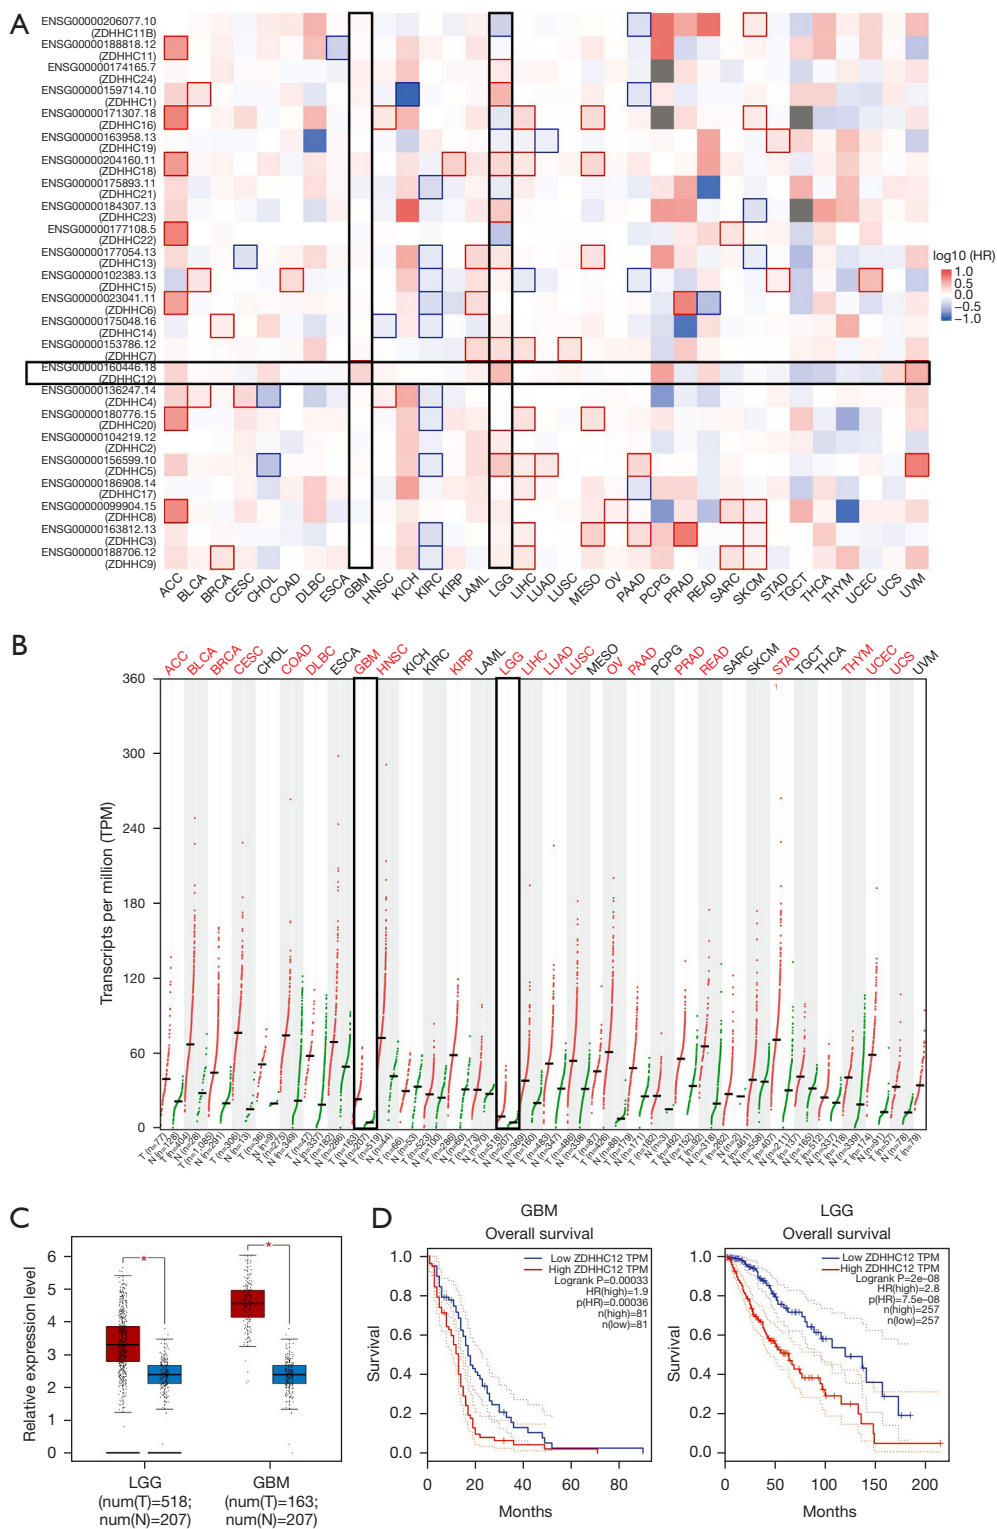 A
ENSG00000206077.10
(ZDHHC11B)
ENSG00000188818.12
(ZDHHC11)
ENSG00000174165.7
(ZDHHC24)
ENSG00000159714.10
(ZDHHC1)
ENSG00000171307.18
(ZDHHC16)
ENSG00000163958.13
(ZDHHC19)
ENSG00000204160.11
(ZDHHC18)
ENSG00000175893.11
(ZDHHC21)
ENSG00000184307.13
(ZDHHC23)
ENSG00000177108.5
(ZDHHC22)
ENSG00000177054.13
(ZDHHC13)
ENSG00000102383.13
(ZDHHC15)
ENSG00000023041.11
(ZDHHC6)
ENSG00000175048.16
(ZDHHC14)
ENSG00000153786.12
(ZDHHC7)
ENSG00000160446.18
(ZDHHC12)
ENSG00000136247.14
(ZDHHC4)
ENSG00000180776.15
(ZDHHC20)
ENSG00000104219.12
(ZDHHC2)
ENSG00000156599.10
(ZDHHC5)
ENSG00000186908.14
(ZDHHC17)
ENSG00000099904.15
(ZDHHC8)
ENSG00000163812.13
(ZDHHC3)
ENSG00000188706.12
(ZDHHC9)
log10 (HR)
1.0
0.5
0.0
−0.5
−1.0
ACC BLCA BRCA CESC CHOL COAD DLBC ESCA GBM HNSC KICH KIRC KIRP LAML LGG LIHC LUAD LUSC MESO OV PAAD PCPG PRAD READ SARC SKCM STAD TGCT THCA THYM UCEC UCS UVM
B
ACC BLCA BRCA CESC CHOL COAD DLBC ESCA GBM HNSC KICH KIRC KIRP LAML LGG LIHC LUAD LUSC MESO OV PAAD PCPG PRAD READ SARC SKCM STAD TGCT THCA THYM UCEC UCS UVM
Transcripts per million (TPM)
360
300
240
180
120
60
0
C
Relative expression level
6
5
4
3
2
1
0
*
*
LGG
(num(T)=518;
num(N)=207)
GBM
(num(T)=163;
num(N)=207)
D
GBM
Overall survival
Low ZDHHC12 TPM
High ZDHHC12 TPM
Logrank P=0.00033
HR(high)=1.9
p(HR)=0.00036
n(high)=81
n(low)=81
Survival
1.0
0.8
0.6
0.4
0.2
0.0
0 20 40 60 80
Months
LGG
Overall survival
Low ZDHHC12 TPM
High ZDHHC12 TPM
Logrank P=2e−08
HR(high)=2.8
p(HR)=7.5e−08
n(high)=257
n(low)=257
Survival
1.0
0.8
0.6
0.4
0.2
0.0
0 50 100 150 200
Months